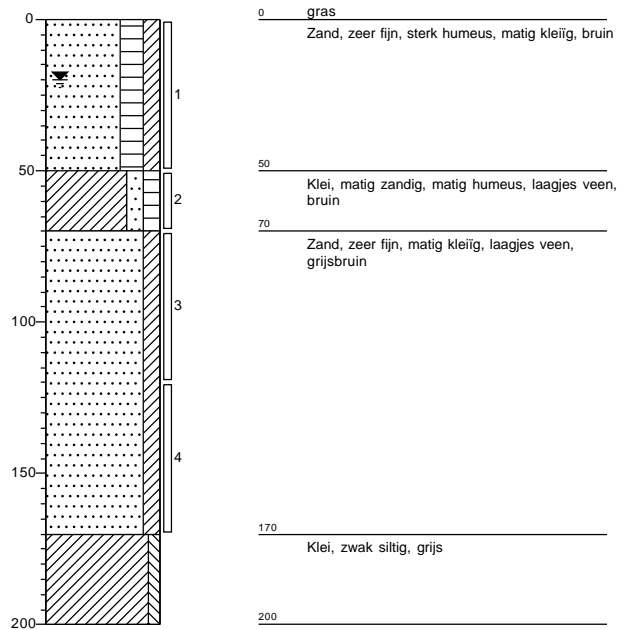 0
50
100
150
200
1
2
3
4
0 gras
Zand, zeer fijn, sterk humeus, matig kleiïg, bruin
50
Klei, matig zandig, matig humeus, laagjes veen,
bruin
70
Zand, zeer fijn, matig kleiïg, laagjes veen,
grijsbruin
170
Klei, zwak siltig, grijs
200